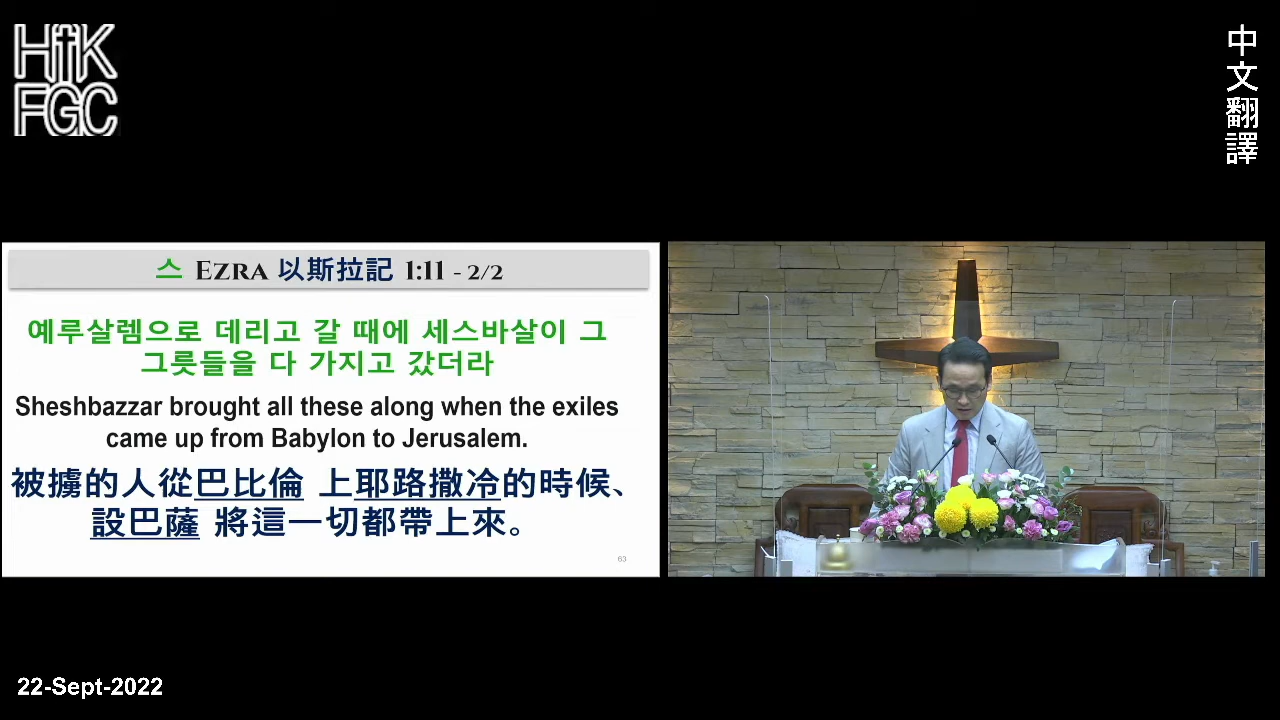 HTK
FGC
中文翻譯
스 EZRA 以斯拉記 1:11 - 2/2
예루살렘으로 데리고 갈 때에 세스바살이 그
그릇들을 다 가지고 갔더라
Sheshbazzar brought all these along when the exiles
came up from Babylon to Jerusalem.
被擄的人從巴比倫 上耶路撒冷的時候、
設巴薩 將這一切都帶上來。
63
22-Sept-2022